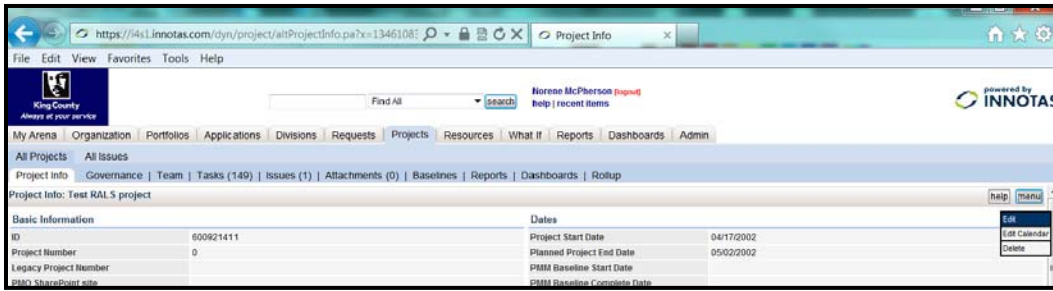 https://i4s1.innotas.com/dyn/project/altProjectInfo.pa?x=1346108 Project Info
File Edit View Favorites Tools Help
King County
Always at your service
Find All search
Norene McPherson [logout]
help | recent items
powered by
INNOTAS
My Arena Organization Portfolios Applications Divisions Requests Projects Resources What If Reports Dashboards Admin
All Projects All Issues
Project Info Governance | Team | Tasks (149) | Issues (1) | Attachments (0) | Baselines | Reports | Dashboards | Rollup
Project Info: Test RALS project help menu
Basic Information Dates Edit
ID 600921411 Project Start Date 04/17/2002 Edit Calendar
Project Number 0 Planned Project End Date 05/02/2002 Delete
Legacy Project Number PMM Baseline Start Date
PMO SharePoint site PMM Baseline Complete Date